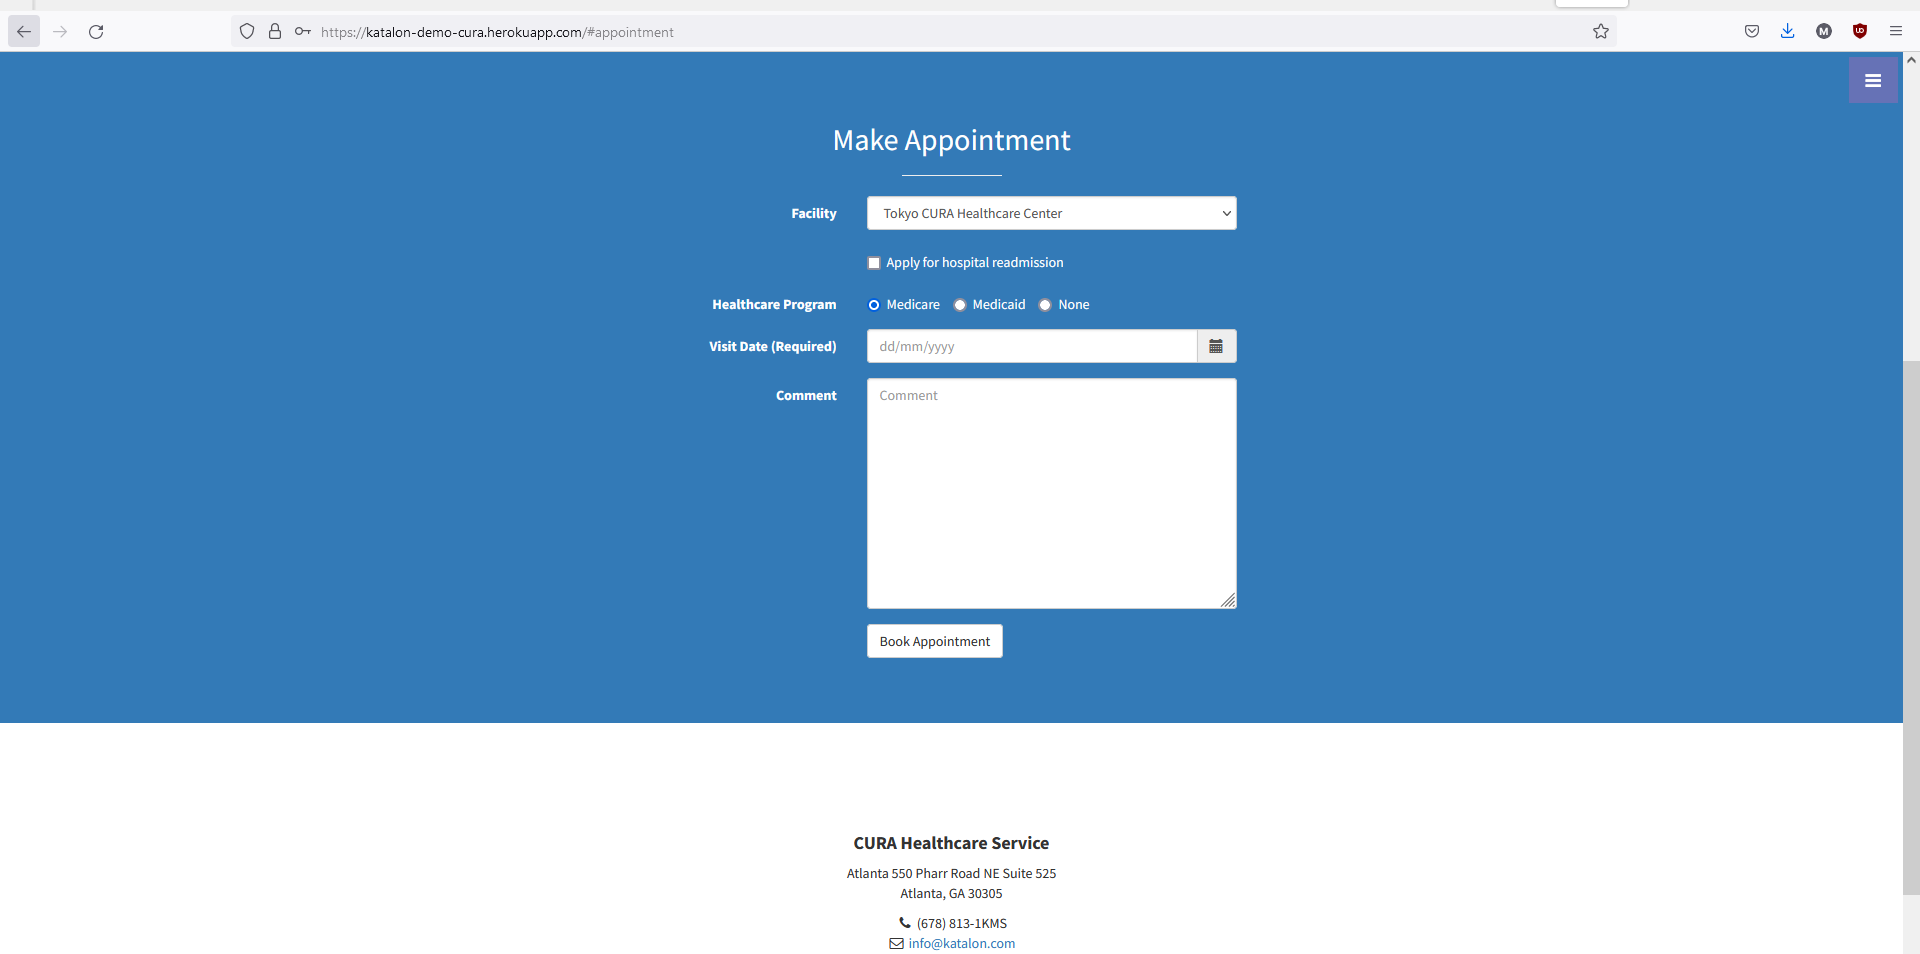 https://katalon-demo-cura.herokuapp.com/#appointment
M
Make Appointment
Facility
Tokyo CURA Healthcare Center
Apply for hospital readmission
Healthcare Program
Medicare Medicaid None
Visit Date (Required)
dd/mm/yyyy
Comment
Comment
Book Appointment
CURA Healthcare Service
Atlanta 550 Pharr Road NE Suite 525
Atlanta, GA 30305
(678) 813-1KMS
info@katalon.com